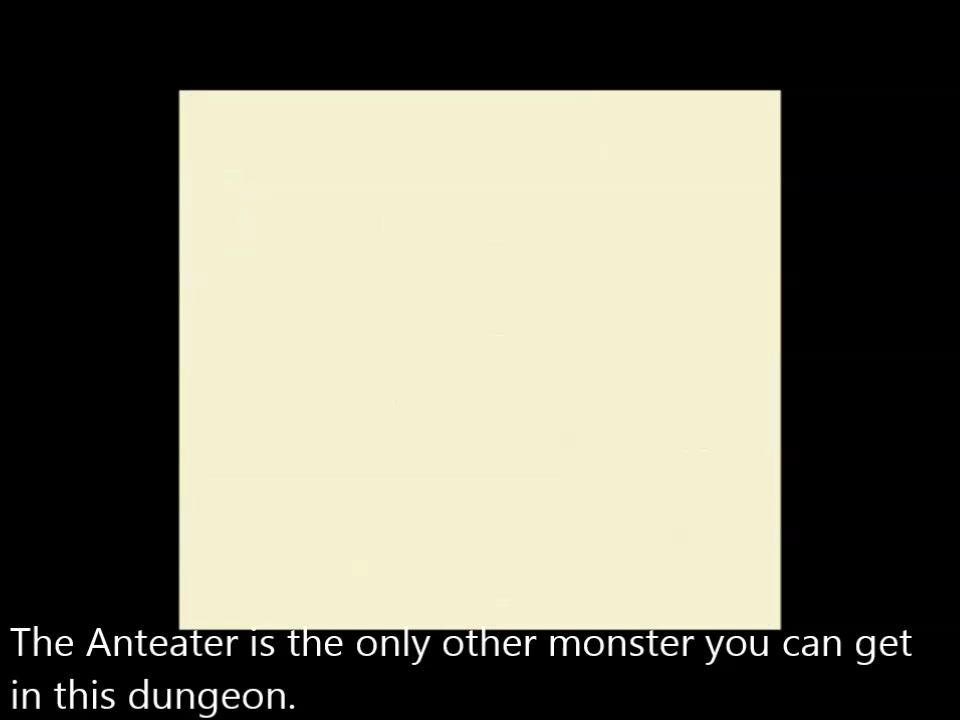 The Anteater is the only other monster you can get
in this dungeon.